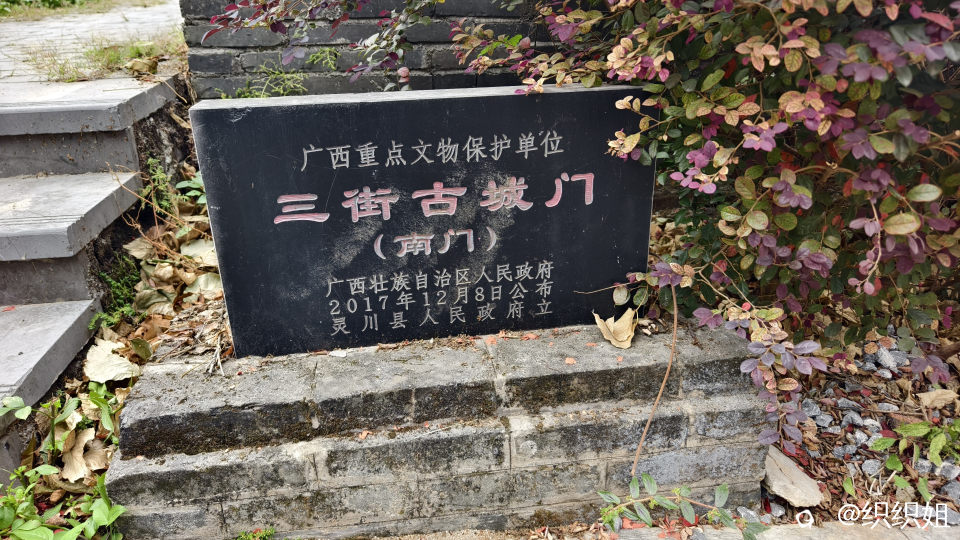 广西重点文物保护单位
三街古城门
（南门）
广西壮族自治区人民政府
2017年12月8日公布
灵川县人民政府立
@织织姐